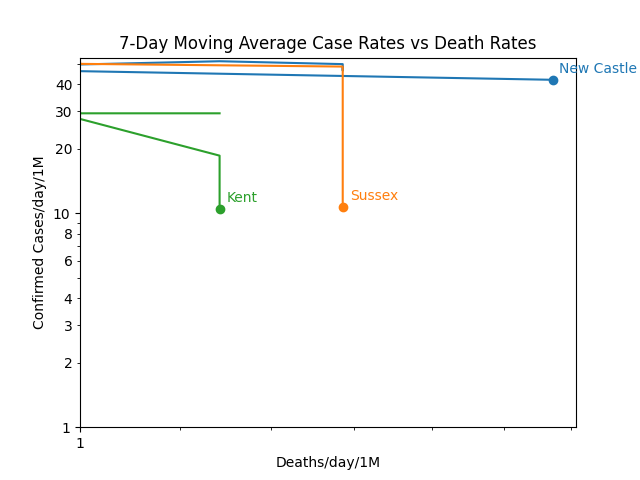 7-Day Moving Average Case Rates vs Death Rates
New Castle
40
30
20
Kent
Sussex
10
8
6
4
3
2
1
1
Confirmed Cases/day/1M
Deaths/day/1M